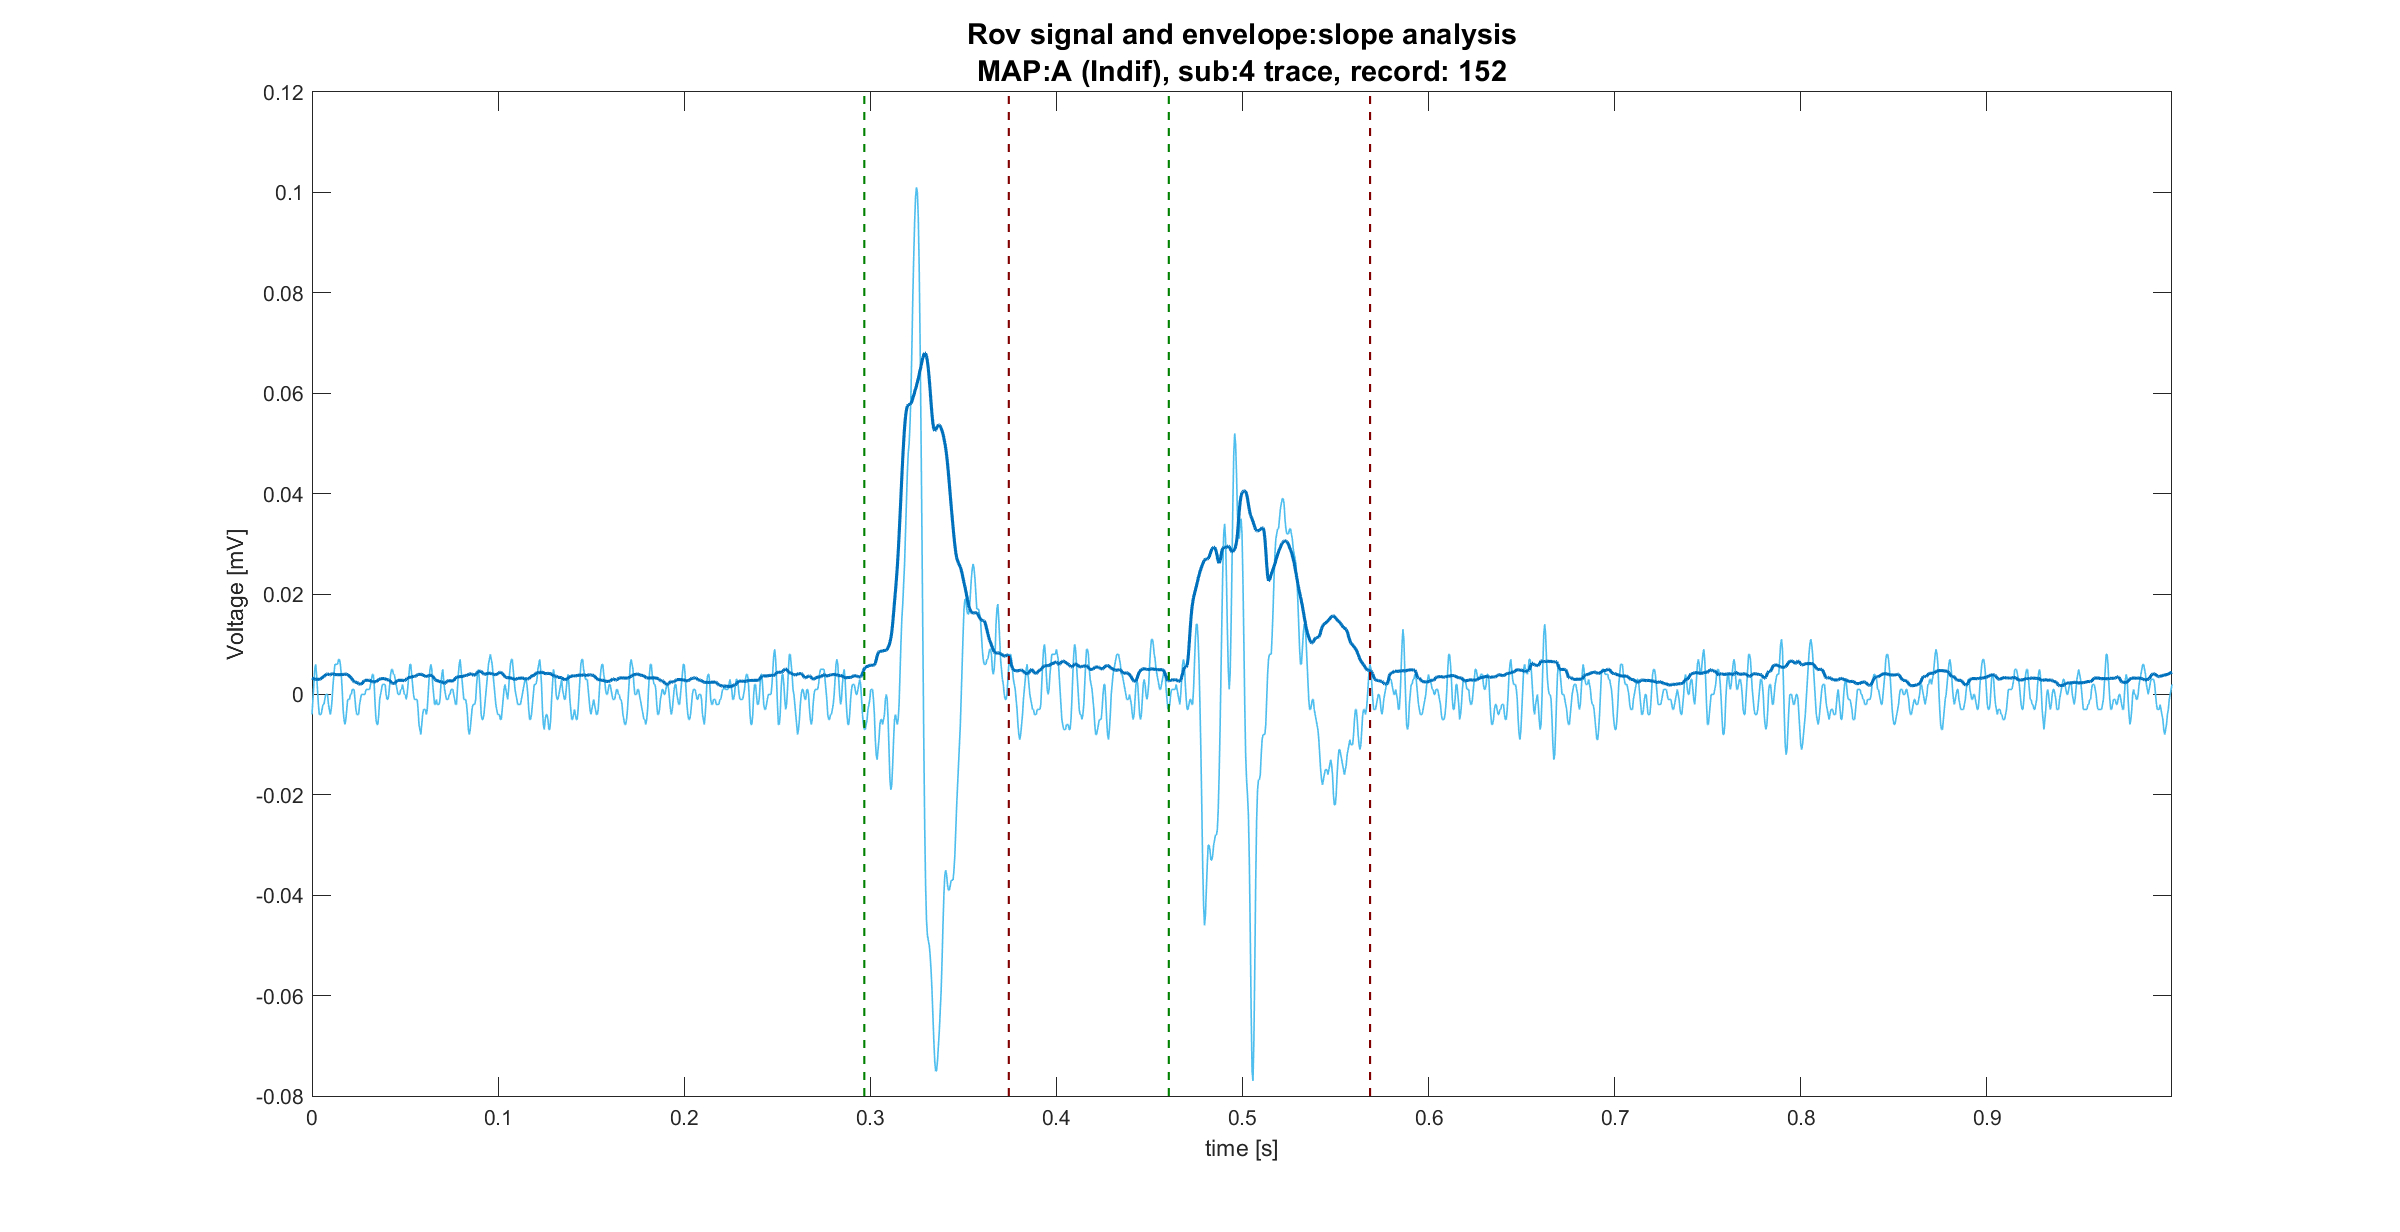 Rov signal and envelope:slope analysis
MAP:A (Indif), sub:4 trace, record: 152
0.12
0.1
0.08
0.06
0.04
0.02
0
-0.02
-0.04
-0.06
-0.08
Voltage [mV]
0 0.1 0.2 0.3 0.4 0.5 0.6 0.7 0.8 0.9
time [s]